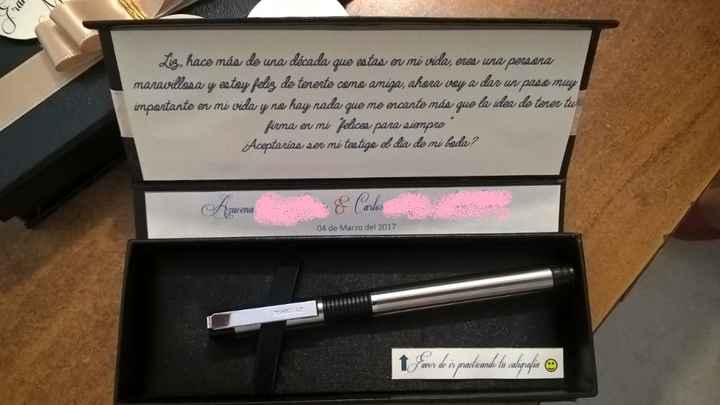 Liz, hace más de una década que estas en mi vida, eres una persona
maravillosa y estoy feliz de tenerte como amiga, ahora voy a dar un paso muy
importante en mi vida y no hay nada que me encante más que la idea de tener tu
firma en mi "felices para siempre"
¿Aceptarías ser mi testigo el día de mi boda?
Azucena & Carlos
04 de Marzo del 2017
Favor de ir practicando tu caligrafía